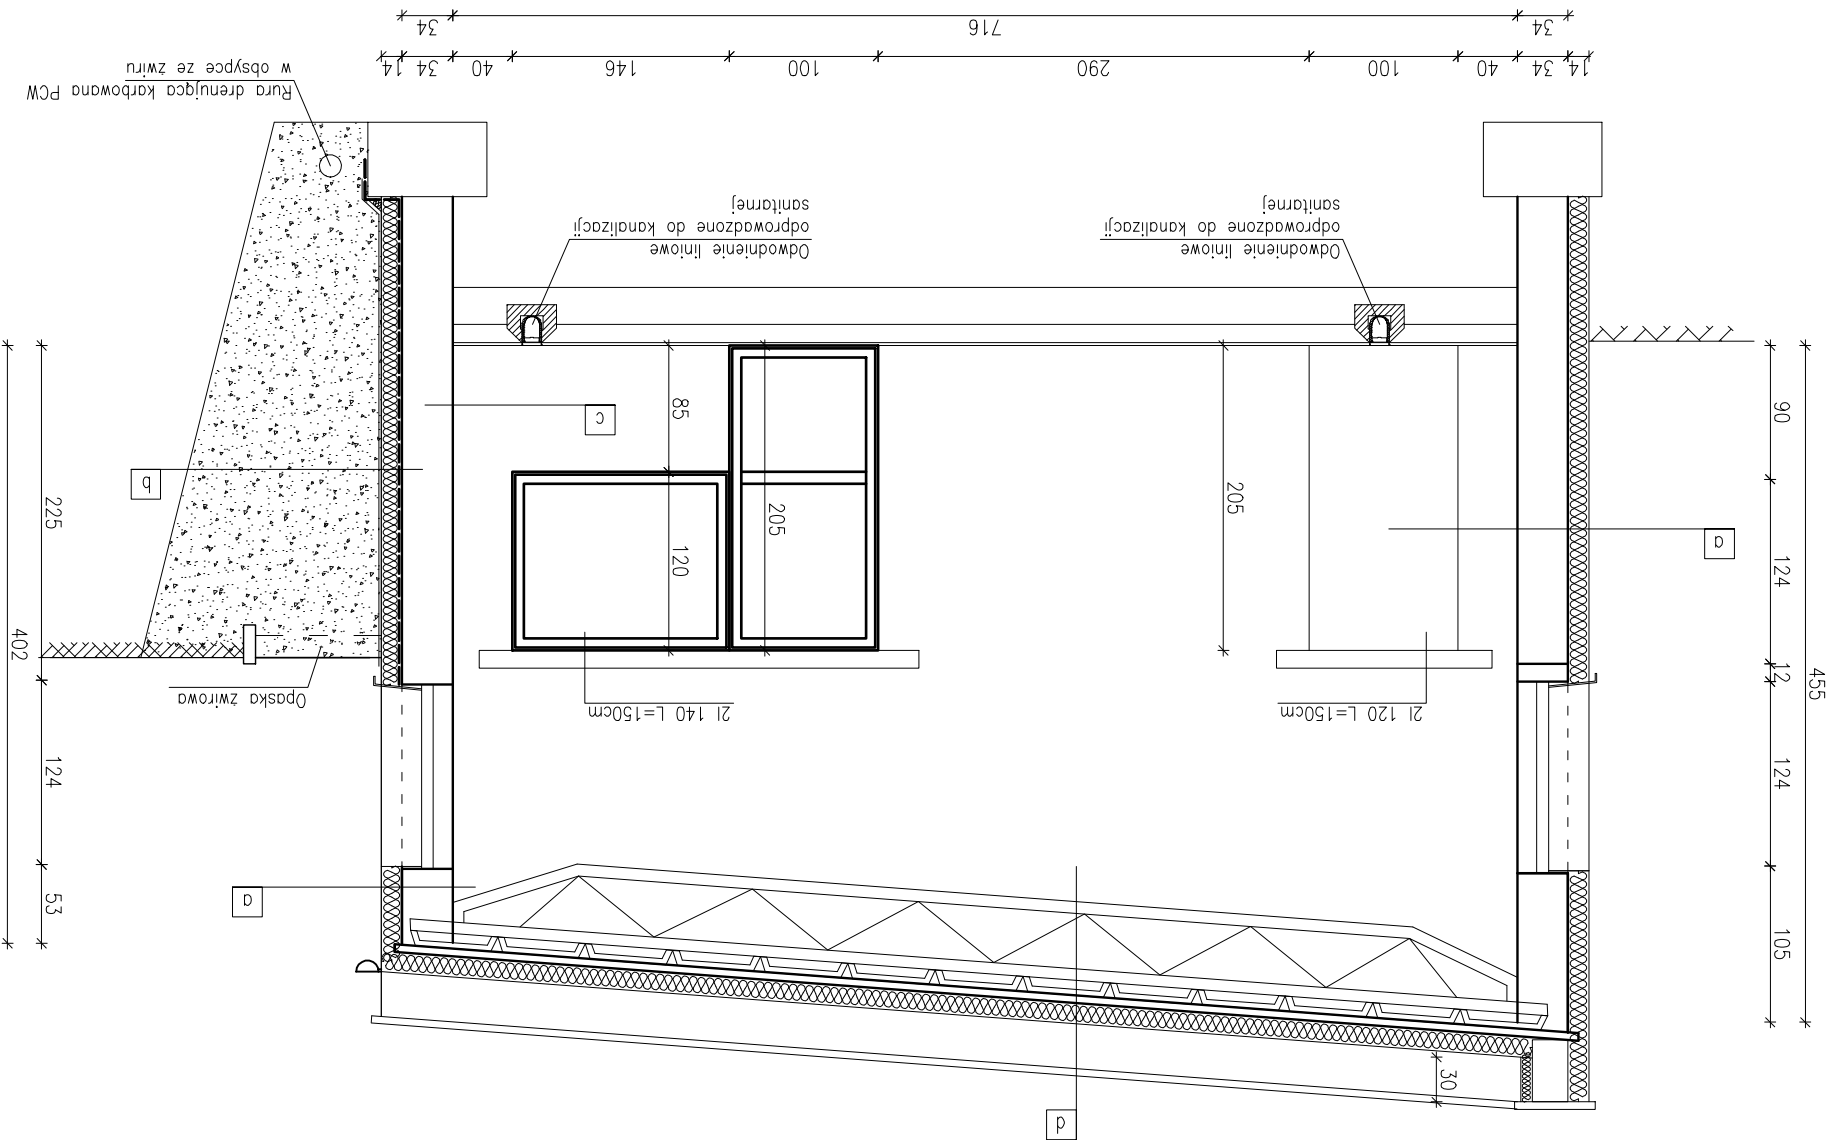 d
30
105
53
a
455
124
124
402
12
2I 120 L=150cm
2I 140 L=150cm
Opaska żwirowa
a
124
205
120
205
225
b
90
85
c
Odwodnienie liniowe
odprowadzone do kanalizacji
sanitarnej
Odwodnienie liniowe
odprowadzone do kanalizacji
sanitarnej
Rura drenująca karbowana PCW
w obsypce ze żwiru
14 34 40 100 290 100 146 40 34 14
34 716 34